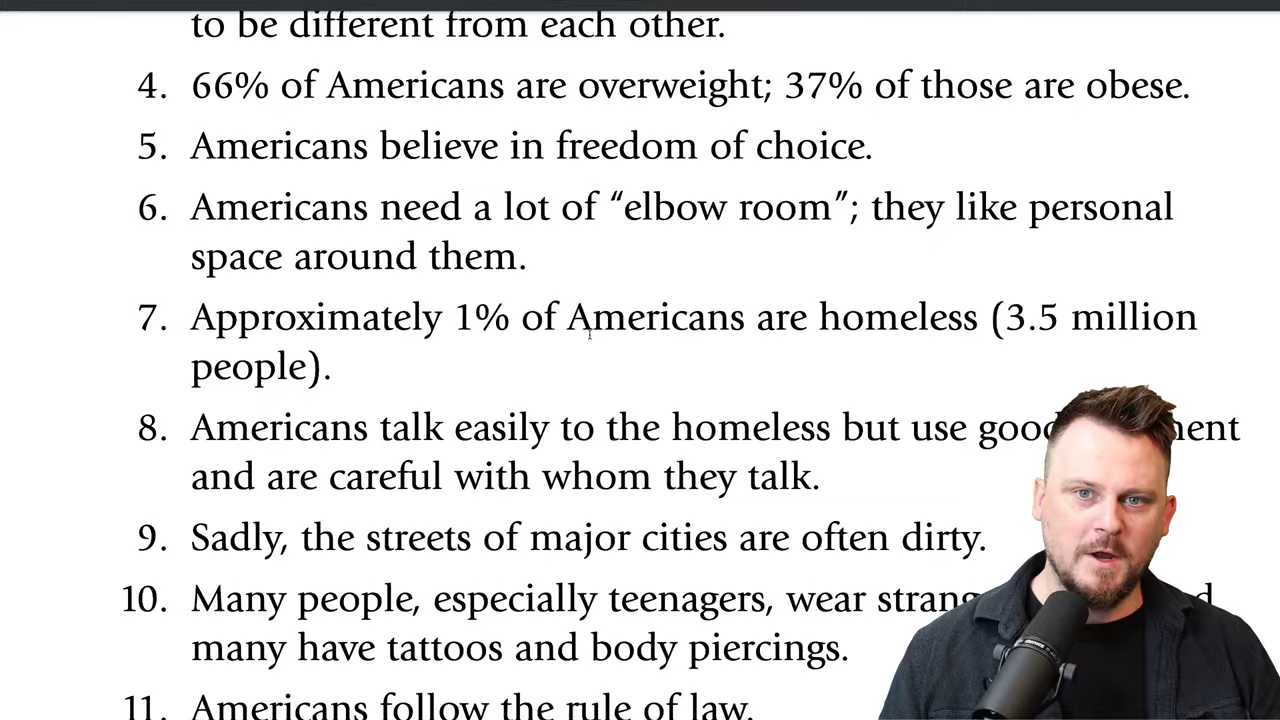 to be different from each other.
4. 66% of Americans are overweight; 37% of those are obese.
5. Americans believe in freedom of choice.
6. Americans need a lot of “elbow room”; they like personal
space around them.
7. Approximately 1% of Americans are homeless (3.5 million
people).
8. Americans talk easily to the homeless but use
and are careful with whom they talk.
9. Sadly, the streets of major cities are often dirty.
10. Many people, especially teenagers, wear
many have tattoos and body piercings.
11. Americans follow the rule of law.